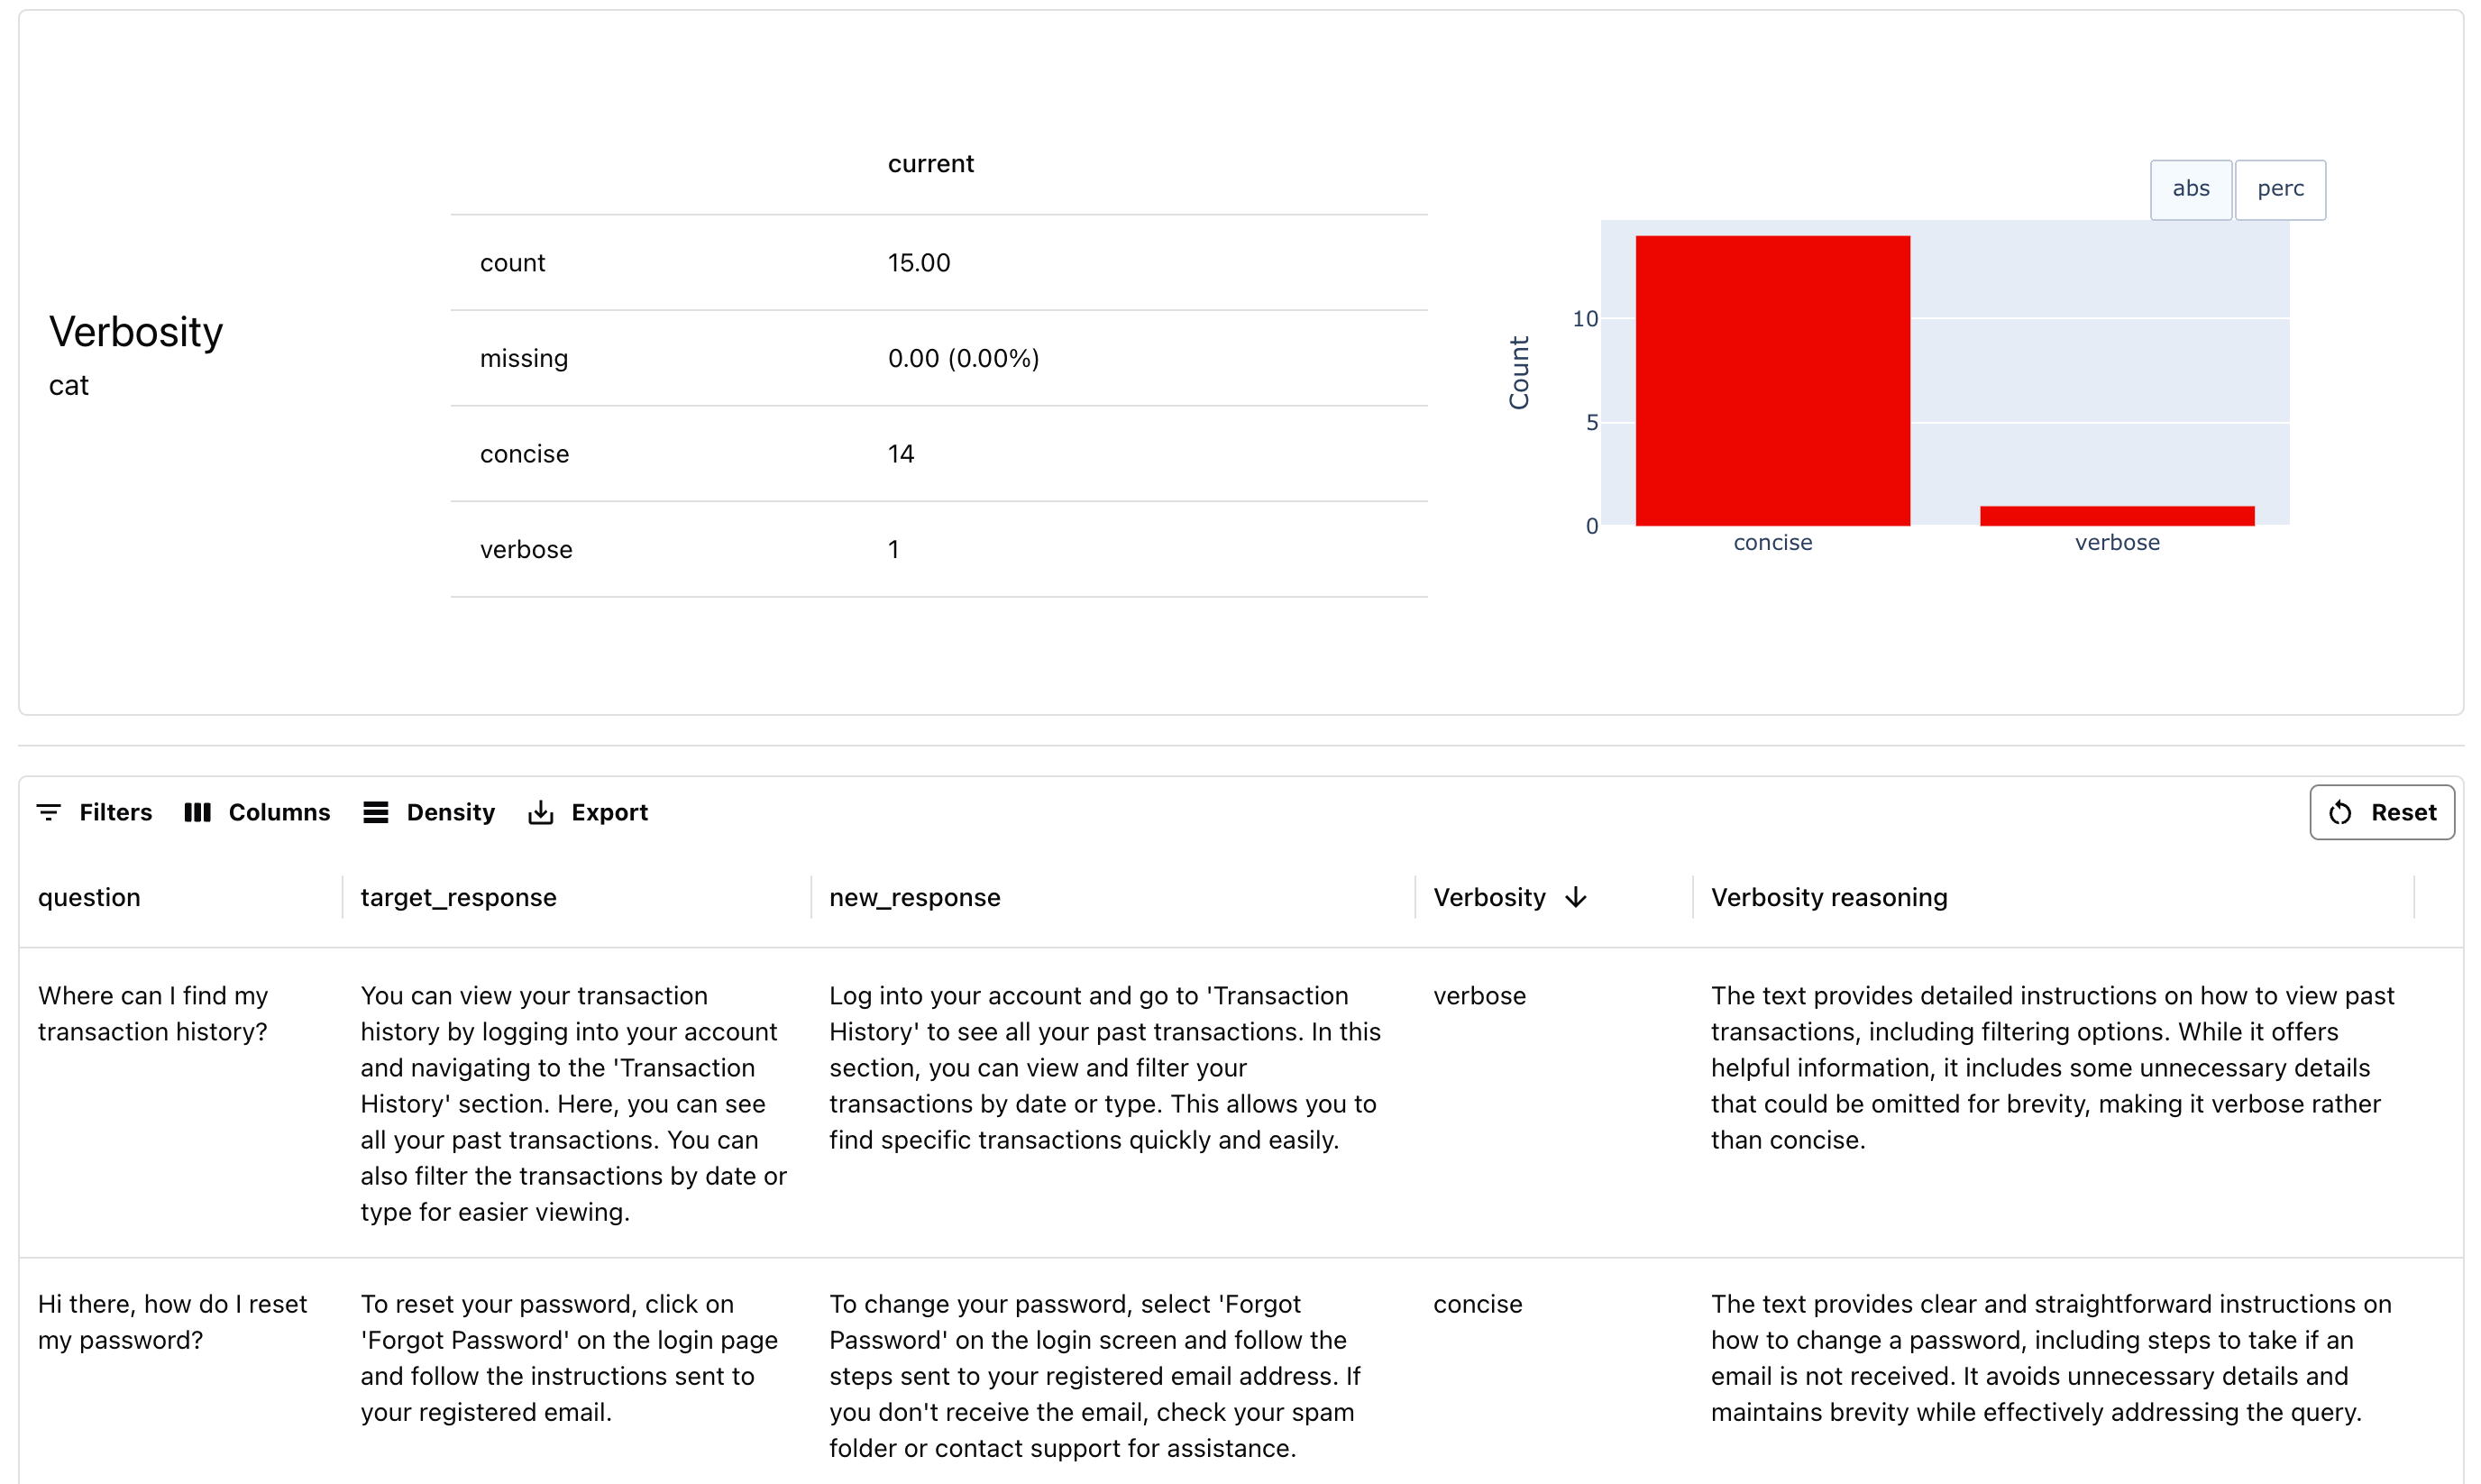 current
count 15.00
missing 0.00 (0.00%)
concise 14
verbose 1
Verbosity
cat
abs perc
Count
10
5
0
concise verbose
Filters Columns Density Export Reset
question target_response new_response Verbosity Verbosity reasoning
Where can I find my
transaction history?
You can view your transaction
history by logging into your account
and navigating to the 'Transaction
History' section. Here, you can see
all your past transactions. You can
also filter the transactions by date or
type for easier viewing.
Log into your account and go to 'Transaction
History' to see all your past transactions. In this
section, you can view and filter your
transactions by date or type. This allows you to
find specific transactions quickly and easily.
verbose
The text provides detailed instructions on how to view past
transactions, including filtering options. While it offers
helpful information, it includes some unnecessary details
that could be omitted for brevity, making it verbose rather
than concise.
Hi there, how do I reset
my password?
To reset your password, click on
'Forgot Password' on the login page
and follow the instructions sent to
your registered email.
To change your password, select 'Forgot
Password' on the login screen and follow the
steps sent to your registered email address. If
you don't receive the email, check your spam
folder or contact support for assistance.
concise
The text provides clear and straightforward instructions on
how to change a password, including steps to take if an
email is not received. It avoids unnecessary details and
maintains brevity while effectively addressing the query.